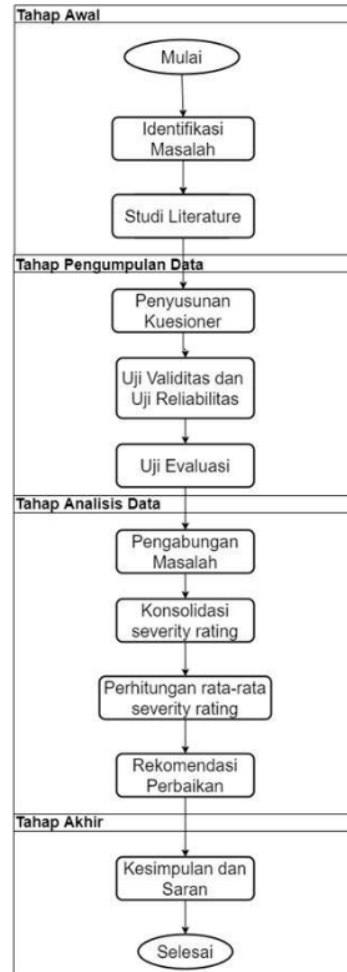 Tahap Awal
Mulai
Identifikasi
Masalah
Studi Literature
Tahap Pengumpulan Data
Penyusunan
Kuesioner
Uji Validitas dan
Uji Reliabilitas
Uji Evaluasi
Tahap Analisis Data
Pengabungan
Masalah
Konsolidasi
severity rating
Perhitungan rata-rata
severity rating
Rekomendasi
Perbaikan
Tahap Akhir
Kesimpulan dan
Saran
Selesai